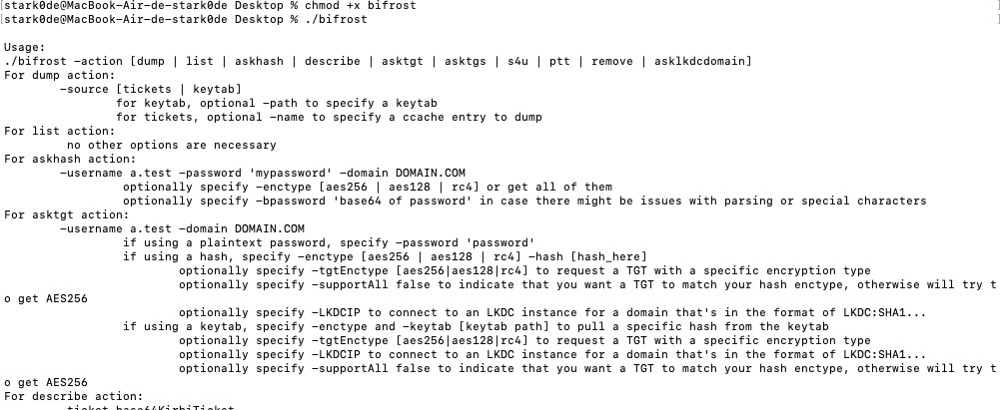 [stark0de@MacBook-Air-de-stark0de Desktop % chmod +x bifrost ]
[stark0de@MacBook-Air-de-stark0de Desktop % ./bifrost ]
Usage:
./bifrost -action [dump | list | askhash | describe | asktgt | asktgs | s4u | ptt | remove | asklkdcdomain]
For dump action:
-source [tickets | keytab]
for keytab, optional -path to specify a keytab
for tickets, optional -name to specify a ccache entry to dump
For list action:
no other options are necessary
For askhash action:
-username a.test -password 'mypassword' -domain DOMAIN.COM
optionally specify -enctype [aes256 | aes128 | rc4] or get all of them
optionally specify -bpassword 'base64 of password' in case there might be issues with parsing or special characters
For asktgt action:
-username a.test -domain DOMAIN.COM
if using a plaintext password, specify -password 'password'
if using a hash, specify -enctype [aes256 | aes128 | rc4] -hash [hash_here]
optionally specify -tgtEnctype [aes256|aes128|rc4] to request a TGT with a specific encryption type
optionally specify -supportAll false to indicate that you want a TGT to match your hash enctype, otherwise will try t
o get AES256
optionally specify -LKDCIP to connect to an LKDC instance for a domain that's in the format of LKDC:SHA1...
if using a keytab, specify -enctype and -keytab [keytab path] to pull a specific hash from the keytab
optionally specify -tgtEnctype [aes256|aes128|rc4] to request a TGT with a specific encryption type
optionally specify -LKDCIP to connect to an LKDC instance for a domain that's in the format of LKDC:SHA1...
optionally specify -supportAll false to indicate that you want a TGT to match your hash enctype, otherwise will try t
o get AES256
For describe action:
-ticket base64KirbiTicket